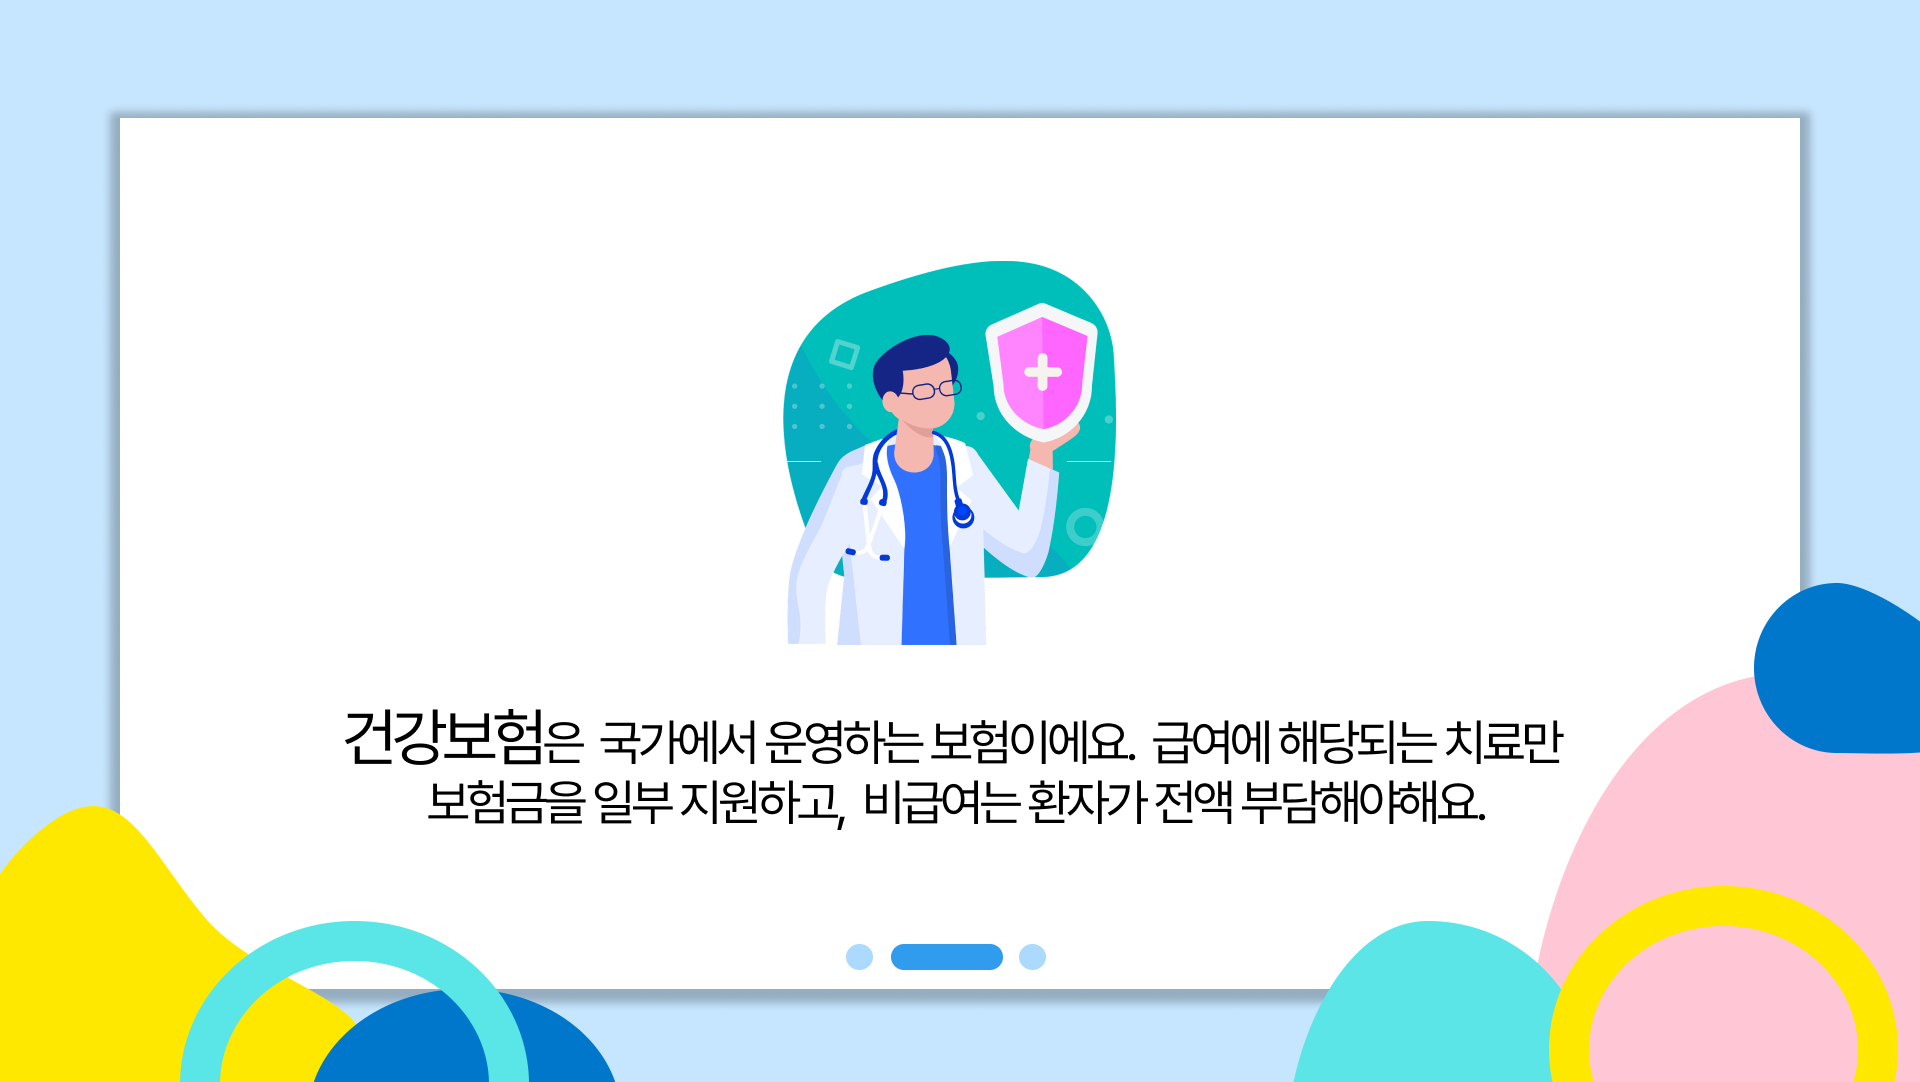 건강보험은 국가에서 운영하는 보험이에요. 급여에 해당되는 치료만
보험금을 일부 지원하고, 비급여는 환자가 전액 부담해야해요.